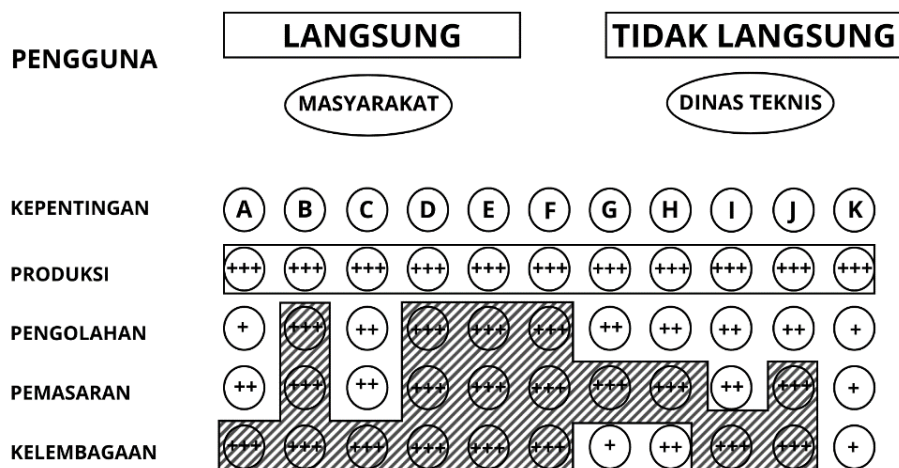 LANGSUNG TIDAK LANGSUNG
PENGGUNA
MASYARAKAT DINAS TEKNIS
KEPENTINGAN A B C D E F G H I J K
PRODUKSI +++ +++ +++ +++ +++ +++ +++ +++ +++ +++ +++
PENGOLAHAN + +++ ++ +++ +++ +++ ++ ++ ++ ++ +
PEMASARAN ++ +++ ++ +++ +++ +++ +++ +++ ++ +++ +
KELEMBAGAAN +++ +++ +++ +++ +++ +++ + ++ +++ +++ +